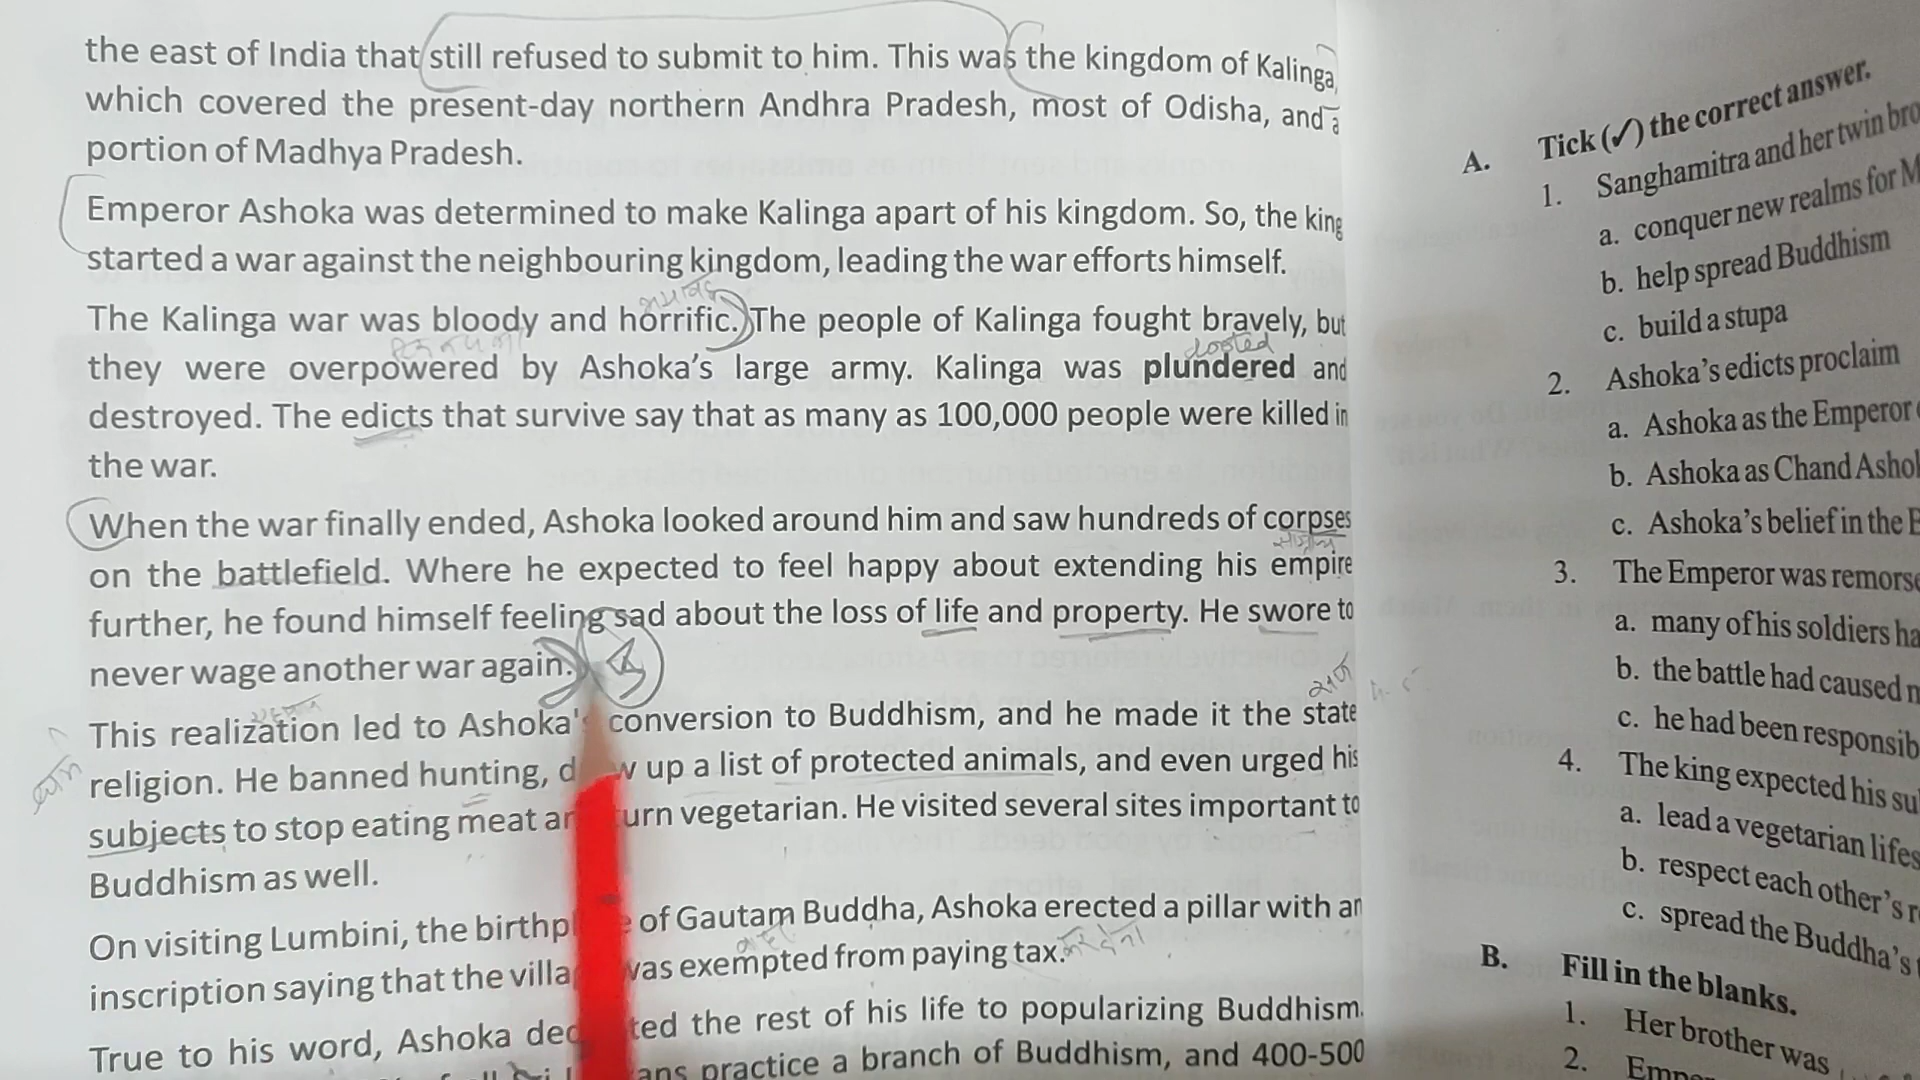 the east of India that still refused to submit to him. This was the kingdom of Kalinga,
which covered the present-day northern Andhra Pradesh, most of Odisha, and a
portion of Madhya Pradesh.
Emperor Ashoka was determined to make Kalinga apart of his kingdom. So, the king
started a war against the neighbouring kingdom, leading the war efforts himself.
The Kalinga war was bloody and horrific. The people of Kalinga fought bravely, but
looted
they were overpowered by Ashoka's large army. Kalinga was plundered and
destroyed. The edicts that survive say that as many as 100,000 people were killed in
the war.
When the war finally ended, Ashoka looked around him and saw hundreds of corpses
on the battlefield. Where he expected to feel happy about extending his empire
further, he found himself feeling sad about the loss of life and property. He swore to
never wage another war again.
This realization led to Ashoka's conversion to Buddhism, and he made it the state
religion. He banned hunting, d w up a list of protected animals, and even urged his
subjects to stop eating meat an urn vegetarian. He visited several sites important to
Buddhism as well.
On visiting Lumbini, the birthpl e of Gautam Buddha, Ashoka erected a pillar with an
inscription saying that the villa was exempted from paying tax.
True to his word, Ashoka ded ted the rest of his life to popularizing Buddhism.
ans practice a branch of Buddhism, and 400-500
A. Tick (✓) the correct answer.
1. Sanghamitra and her twin bro
a. conquer new realms for M
b. help spread Buddhism
c. build a stupa
2. Ashoka's edicts proclaim
a. Ashoka as the Emperor
b. Ashoka as Chand Ashok
c. Ashoka's belief in the B
3. The Emperor was remorse
a. many of his soldiers ha
b. the battle had caused m
c. he had been responsib
4. The king expected his su
a. lead a vegetarian lifes
b. respect each other's r
c. spread the Buddha's t
B. Fill in the blanks.
1. Her brother was
2. Empe